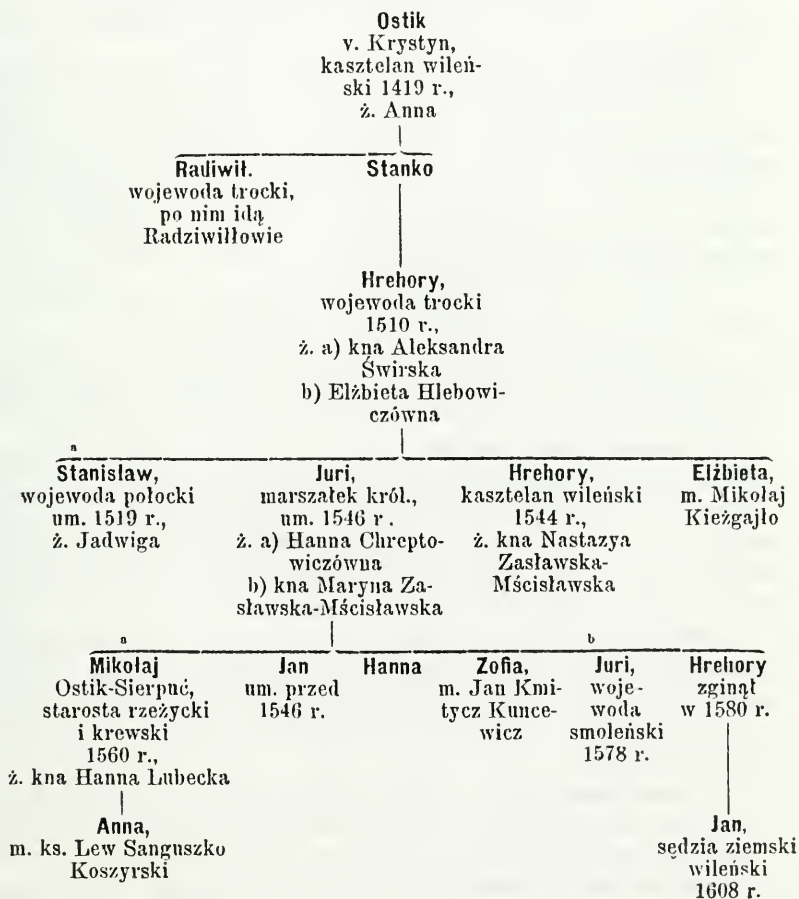 Ostik
v. Krystyn,
kasztelan wileń-
ski 1419 r.,
ż. Anna
Radiwił.
wojewoda trocki,
po nim idą
Radziwiłłowie
Stanko
Hrehory,
wojewoda trocki
1510 r.,
ż. a) kna Aleksandra
Świrska
b) Elżbieta Hlebowi-
czówna
a
Stanisław,
wojewoda połocki
um. 1519 r.,
ż. Jadwiga
Juri,
marszałek król.,
um. 1546 r.
ż. a) Hanna Chrepto-
wiczówna
b) kna Maryna Za-
sławska-Mścisławska
Hrehory,
kasztelan wileński
1544 r.,
ż. kna Nastazya
Zasławska-
Mścisławska
Elżbieta,
m. Mikołaj
Kieżgajło
a
Mikołaj
Ostik-Sierpuć,
starosta rzeżycki
i krewski
1560 r.,
ż. kna Hanna Lubecka
Jan
um. przed
1546 r.
Hanna
Zofia,
m. Jan Kmi-
tycz Kunce-
wicz
b
Juri,
woje-
woda
smoleński
1578 r.
Hrehory
zginął
w 1580 r.
Anna,
m. ks. Lew Sanguszko
Koszyrski
Jan,
sędzia ziemski
wileński
1608 r.